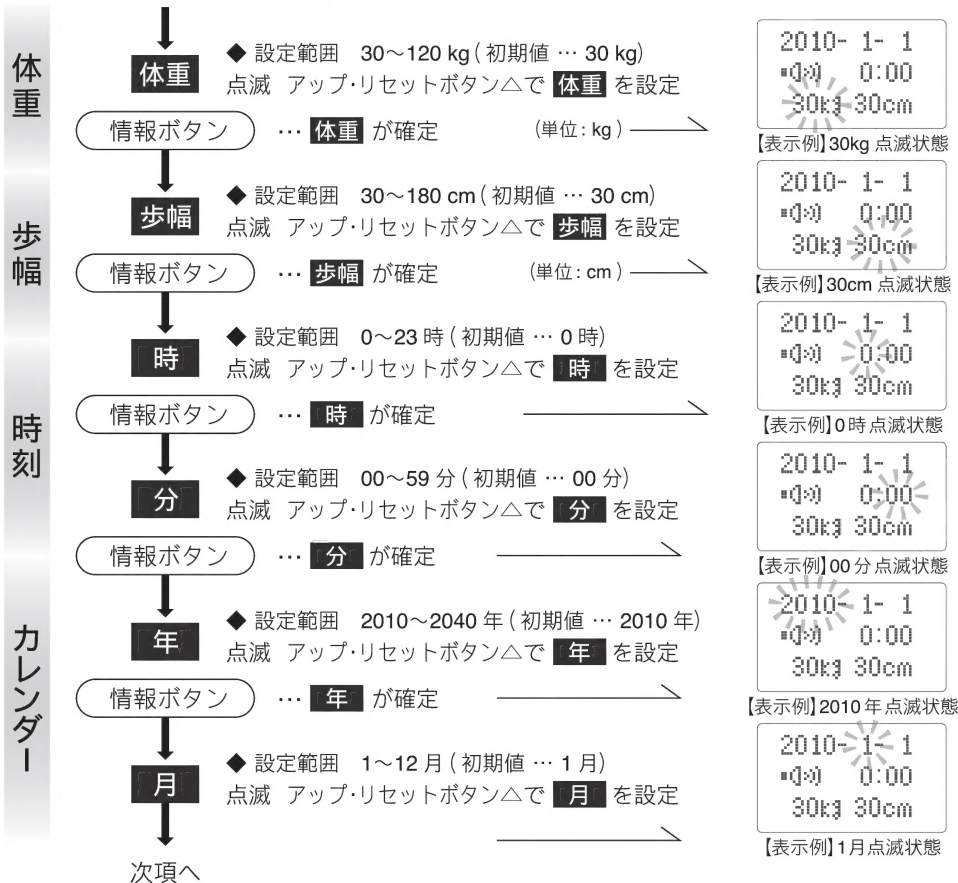 体重
体重
◆ 設定範囲 30～120 kg ( 初期値 … 30 kg)
点滅 アップ・リセットボタン△で 体重 を設定
情報ボタン … 体重 が確定 (単位 : kg )
2010- 1- 1
0:00
30kg 30cm
【表示例】30kg 点滅状態
歩幅
歩幅
◆ 設定範囲 30～180 cm ( 初期値 … 30 cm)
点滅 アップ・リセットボタン△で 歩幅 を設定
情報ボタン … 歩幅 が確定 (単位 : cm )
2010- 1- 1
0:00
30kg 30cm
【表示例】30cm 点滅状態
時刻
「時「
◆ 設定範囲 0～23 時 ( 初期値 … 0 時)
点滅 アップ・リセットボタン△で 「時「 を設定
情報ボタン … 「時「 が確定
2010- 1- 1
0:00
30kg 30cm
【表示例】0 時 点滅状態
「分「
◆ 設定範囲 00～59 分 ( 初期値 … 00 分)
点滅 アップ・リセットボタン△で 「分「 を設定
情報ボタン … 「分「 が確定
2010- 1- 1
0:00
30kg 30cm
【表示例】00 分 点滅状態
カレンダー
「年「
◆ 設定範囲 2010～2040 年 ( 初期値 … 2010 年)
点滅 アップ・リセットボタン△で 「年「 を設定
情報ボタン … 「年「 が確定
2010- 1- 1
0:00
30kg 30cm
【表示例】2010 年 点滅状態
「月「
◆ 設定範囲 1～12 月 ( 初期値 … 1 月)
点滅 アップ・リセットボタン△で 「月「 を設定
2010- 1- 1
0:00
30kg 30cm
【表示例】1月点滅状態
次項へ